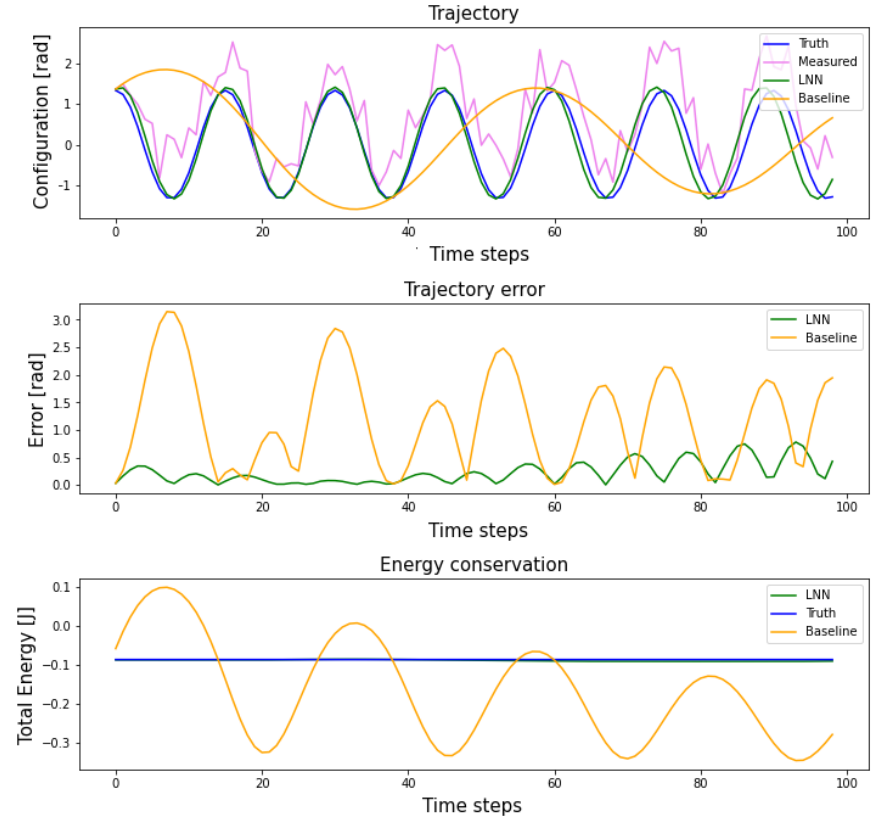 Trajectory
Configuration [rad]
2
1
0
-1
Truth
Measured
LNN
Baseline
0
20
40
60
80
100
Time steps
Trajectory error
Error [rad]
3.0
2.5
2.0
1.5
1.0
0.5
0.0
LNN
Baseline
0
20
40
60
80
100
Time steps
Energy conservation
Total Energy [J]
0.1
0.0
−0.1
−0.2
−0.3
LNN
Truth
Baseline
0
20
40
60
80
100
Time steps